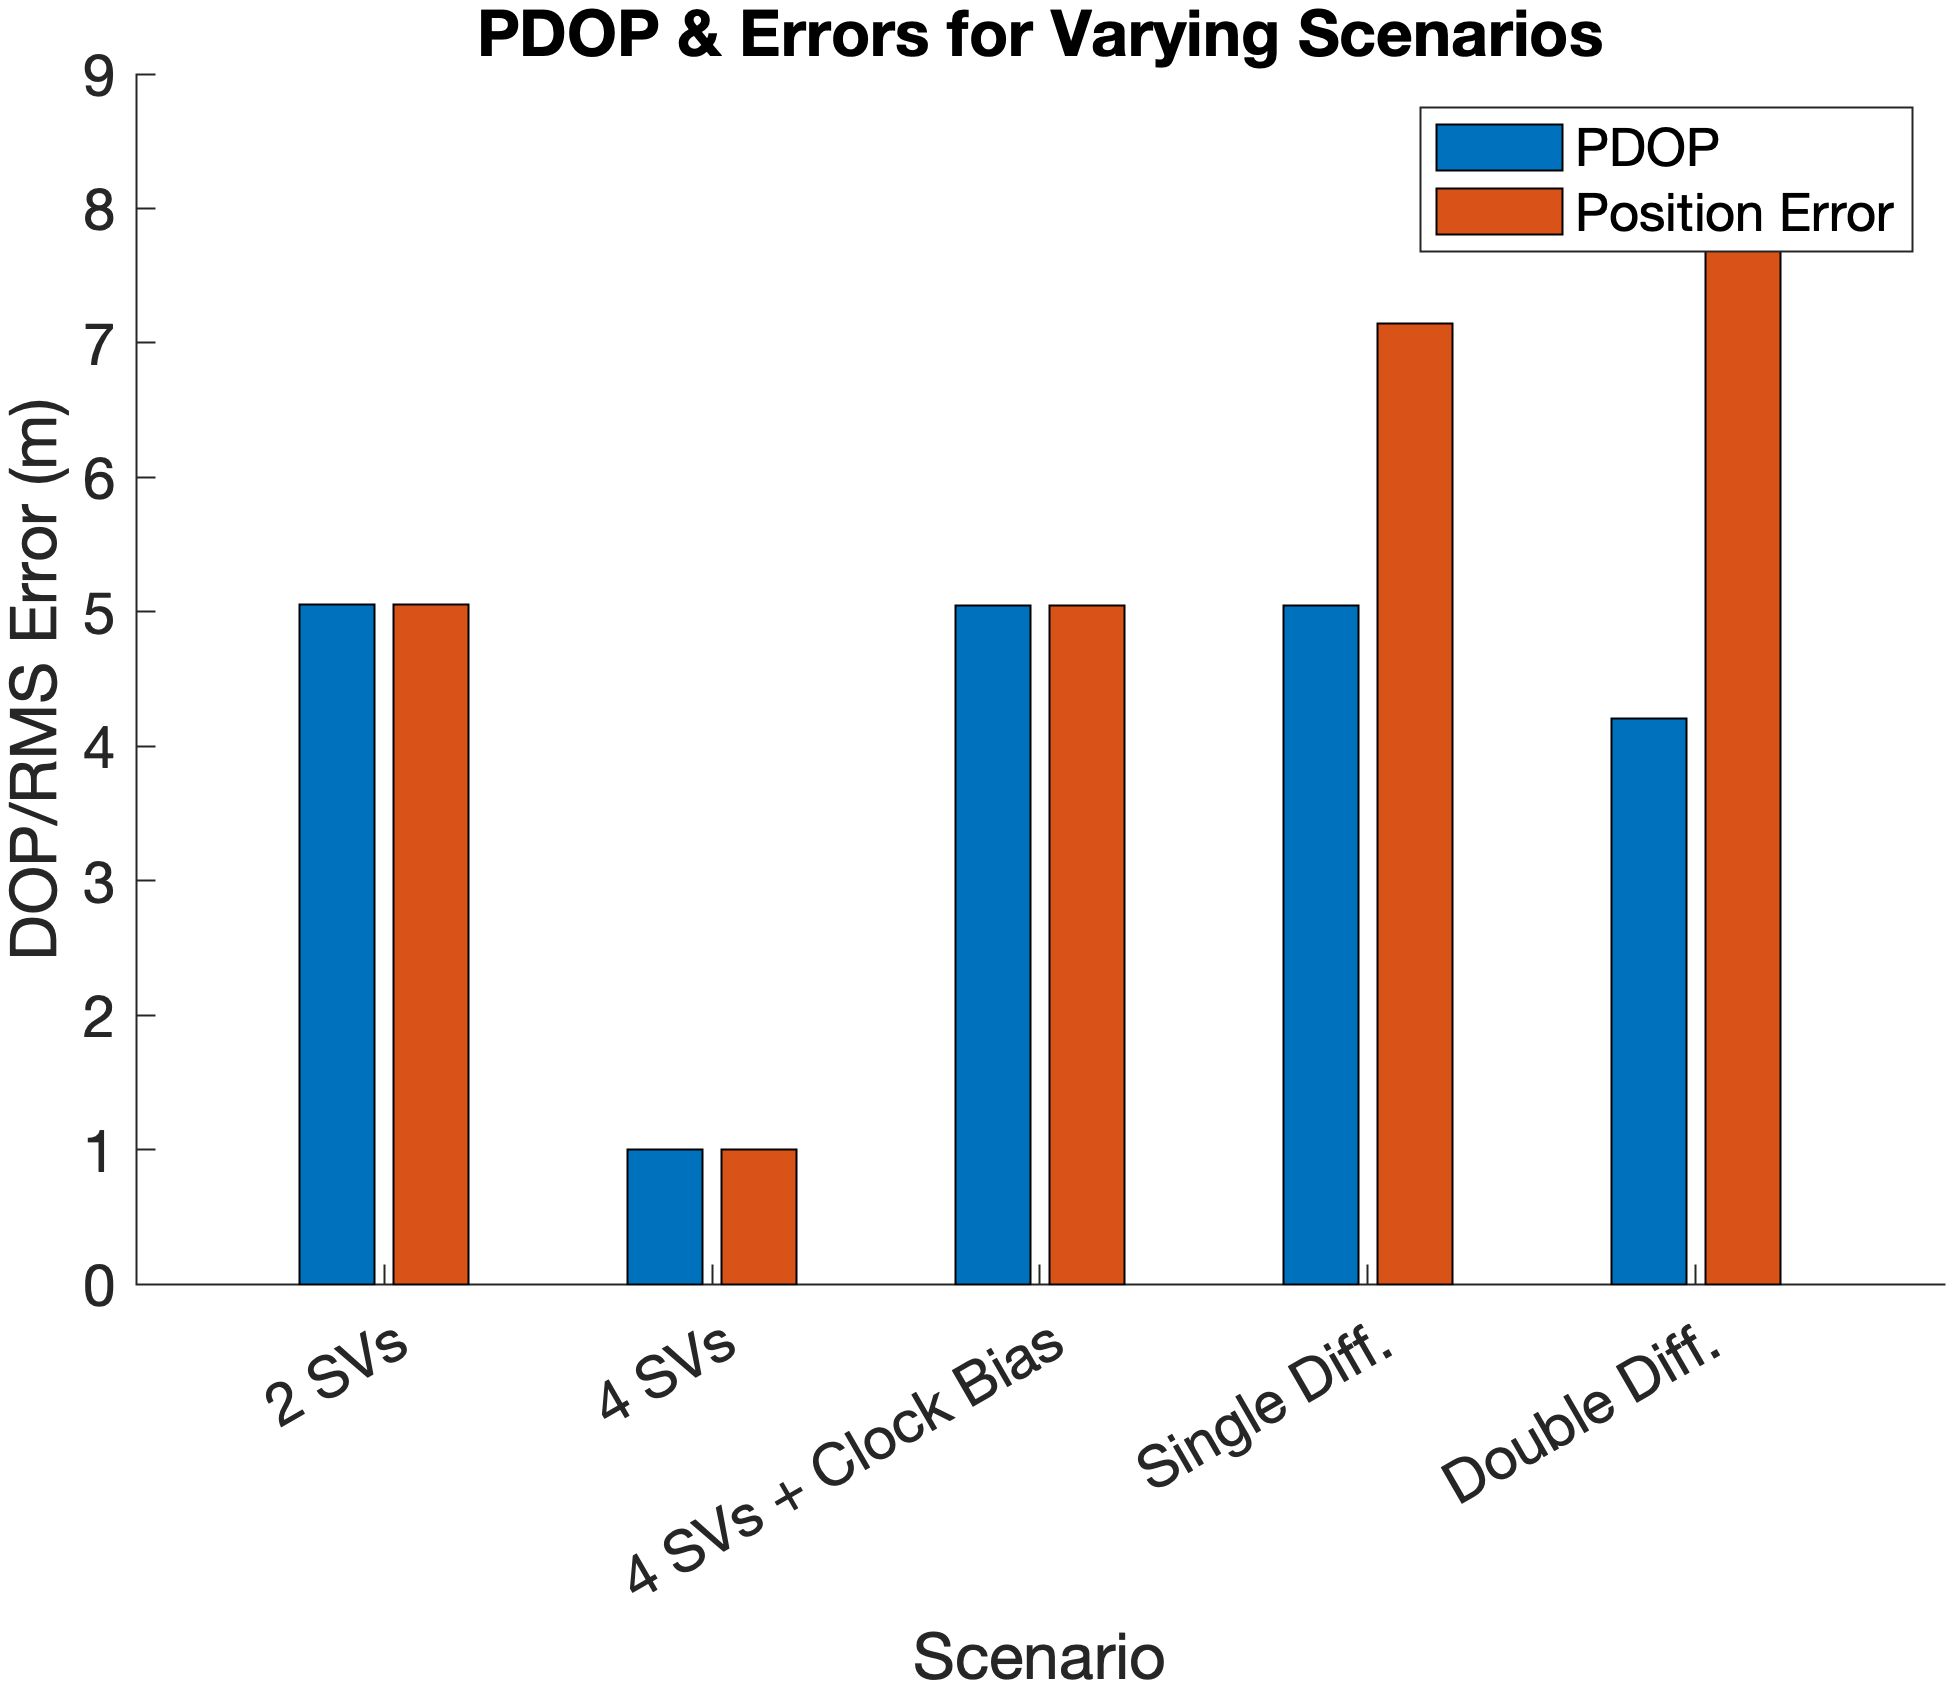 PDOP & Errors for Varying Scenarios
PDOP
Position Error
DOP/RMS Error (m)
9
8
7
6
5
4
3
2
1
0
2 SVs
4 SVs
4 SVs + Clock Bias
Single Diff.
Double Diff.
Scenario